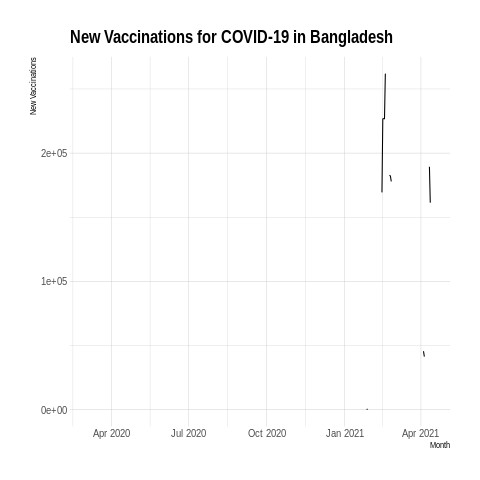 New Vaccinations for COVID-19 in Bangladesh
New Vaccinations
2e+05
1e+05
0e+00
Apr 2020 Jul 2020 Oct 2020 Jan 2021 Apr 2021
Month